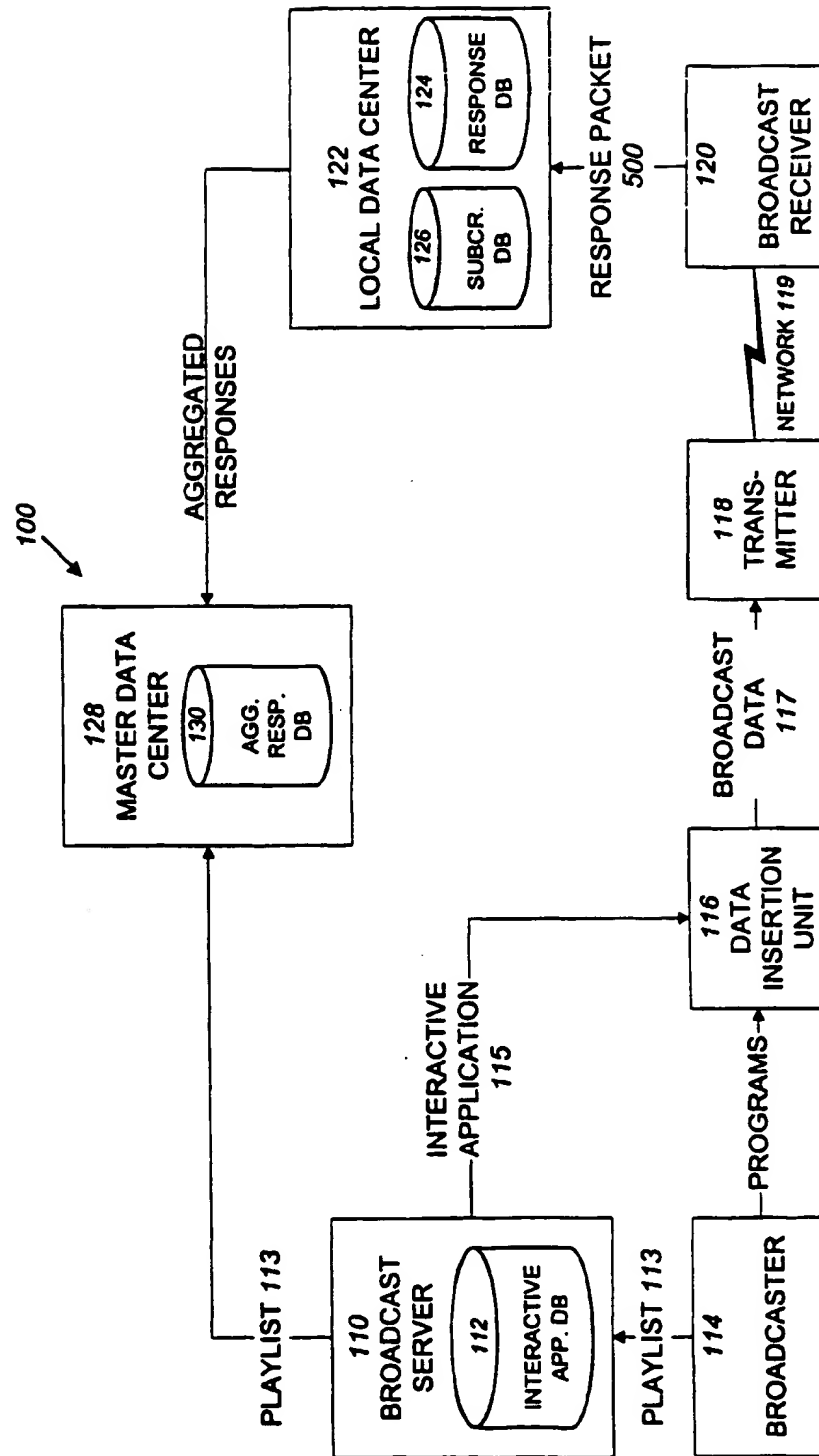 100
PLAYLIST 113
110
BROADCAST
SERVER
112
INTERACTIVE
APP. DB
PLAYLIST 113
114
BROADCASTER
INTERACTIVE
APPLICATION
115
PROGRAMS
128
MASTER DATA
CENTER
130
AGG.
RESP.
DB
116
DATA
INSERTION
UNIT
BROADCAST
DATA
117
118
TRANS-
MITTER
NETWORK 119
AGGREGATED
RESPONSES
122
LOCAL DATA CENTER
126
SUBCR.
DB
124
RESPONSE
DB
RESPONSE PACKET
500
120
BROADCAST
RECEIVER